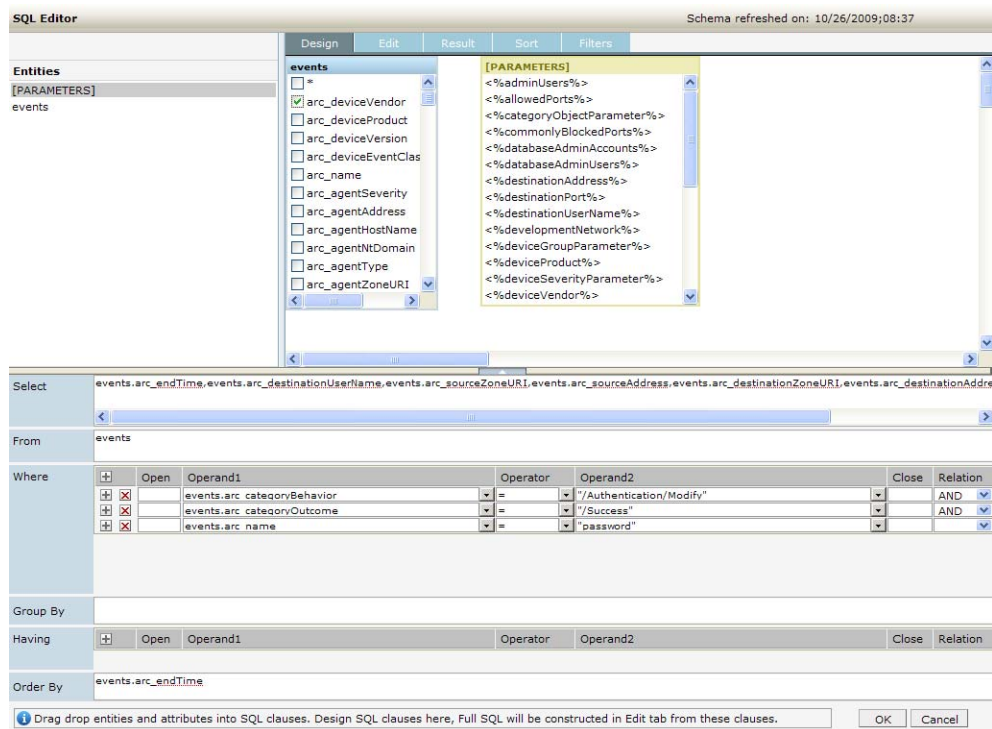 SQL Editor
Schema refreshed on: 10/26/2009;08:37
Design Edit Result Sort Filters
Entities
[PARAMETERS]
events
events
*
arc_deviceVendor
arc_deviceProduct
arc_deviceVersion
arc_deviceEventClas
arc_name
arc_agentSeverity
arc_agentAddress
arc_agentHostName
arc_agentNtDomain
arc_agentType
arc_agentZoneURI
[PARAMETERS]
<%adminUsers%>
<%allowedPorts%>
<%categoryObjectParameter%>
<%commonlyBlockedPorts%>
<%databaseAdminAccounts%>
<%databaseAdminUsers%>
<%destinationAddress%>
<%destinationPort%>
<%destinationUserName%>
<%developmentNetwork%>
<%deviceGroupParameter%>
<%deviceProduct%>
<%deviceSeverityParameter%>
<%deviceVendor%>
Select events.arc_endTime,events.arc_destinationUserName,events.arc_sourceZoneURI,events.arc_sourceAddress,events.arc_destinationZoneURI,events.arc_destinationAddre
From events
Where Open Operand1 Operator Operand2 Close Relation
events.arc_categoryBehavior = "/Authentication/Modify" AND
events.arc_categoryOutcome = "/Success" AND
events.arc_name = "password"
Group By
Having Open Operand1 Operator Operand2 Close Relation
Order By events.arc_endTime
Drag drop entities and attributes into SQL clauses. Design SQL clauses here, Full SQL will be constructed in Edit tab from these clauses.
OK Cancel